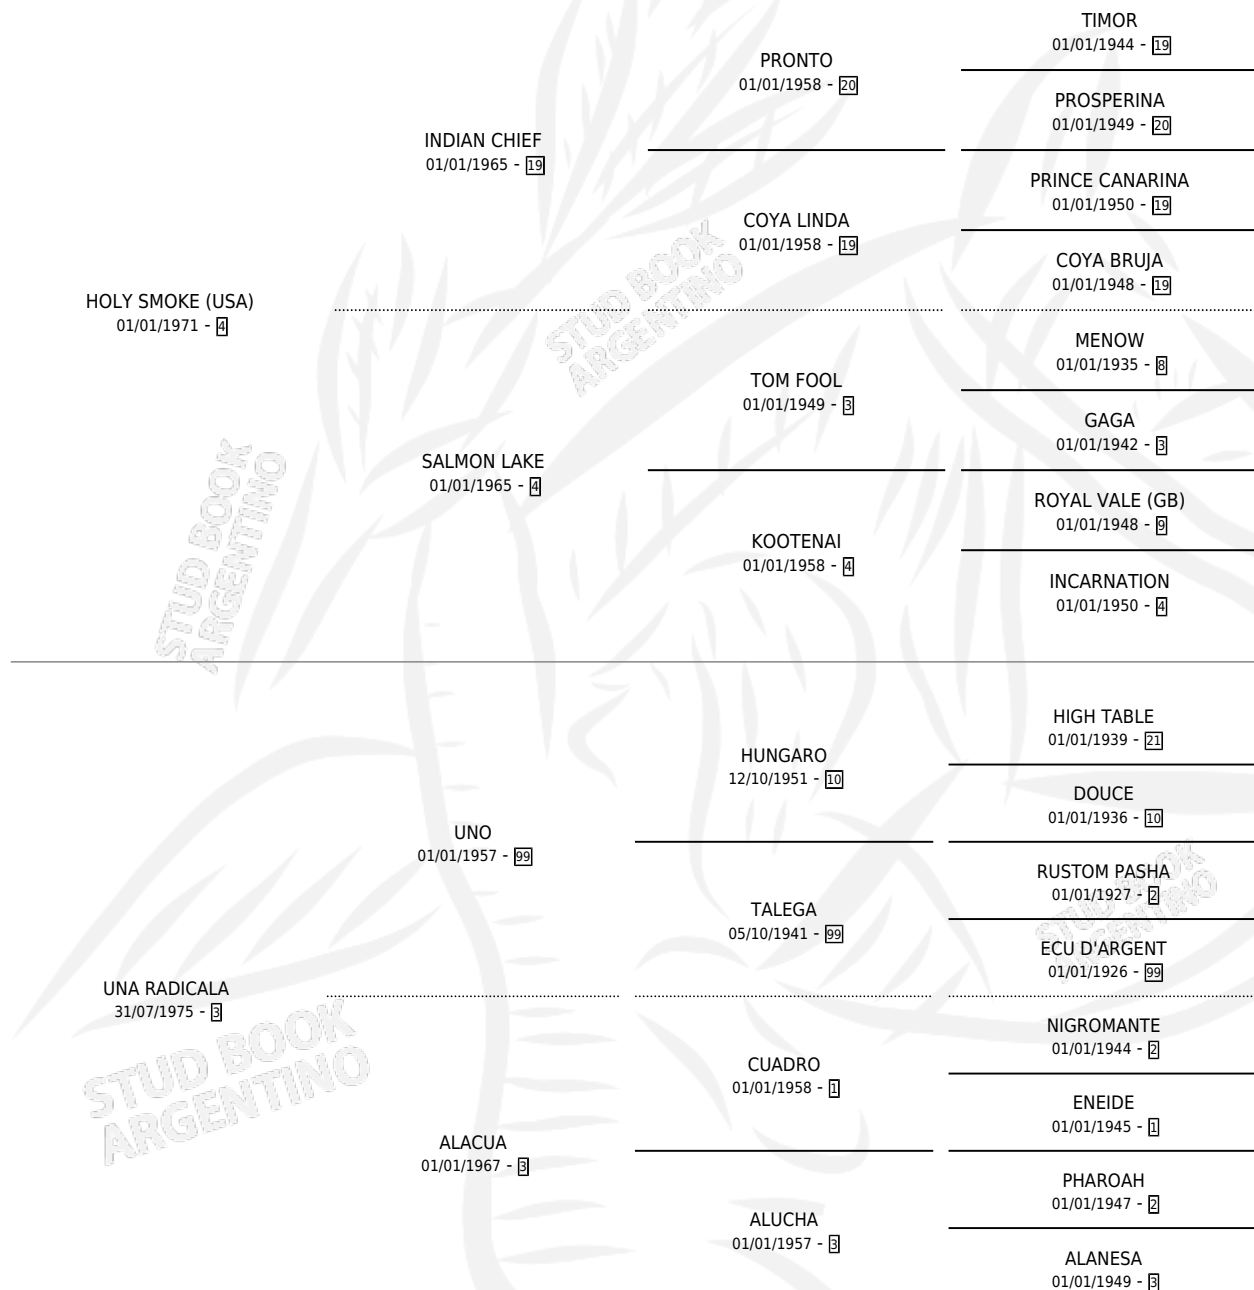 TIMOR
01/01/1944 - 19
PRONTO
01/01/1958 - 20
PROSPERINA
01/01/1949 - 20
INDIAN CHIEF
01/01/1965 - 19
PRINCE CANARINA
01/01/1950 - 19
COYA LINDA
01/01/1958 - 19
COYA BRUJA
01/01/1948 - 19
HOLY SMOKE (USA)
01/01/1971 - 4
MENOW
01/01/1935 - 8
TOM FOOL
01/01/1949 - 3
GAGA
01/01/1942 - 3
SALMON LAKE
01/01/1965 - 4
ROYAL VALE (GB)
01/01/1948 - 9
KOOTENAI
01/01/1958 - 4
INCARNATION
01/01/1950 - 4
HIGH TABLE
01/01/1939 - 21
HUNGARO
12/10/1951 - 10
DOUCE
01/01/1936 - 10
UNO
01/01/1957 - 99
RUSTOM PASHA
01/01/1927 - 2
TALEGA
05/10/1941 - 99
ECU D'ARGENT
01/01/1926 - 99
UNA RADICALA
31/07/1975 - 3
NIGROMANTE
01/01/1944 - 2
CUADRO
01/01/1958 - 1
ENEIDE
01/01/1945 - 1
ALACUA
01/01/1967 - 3
PHAROAH
01/01/1947 - 2
ALUCHA
01/01/1957 - 3
ALANESA
01/01/1949 - 3
STUD BOOK
ARGENTINO
STUD BOOK
ARGENTINO
STUD BOOK
ARGENTINO
STUD BOOK
ARGENTINO